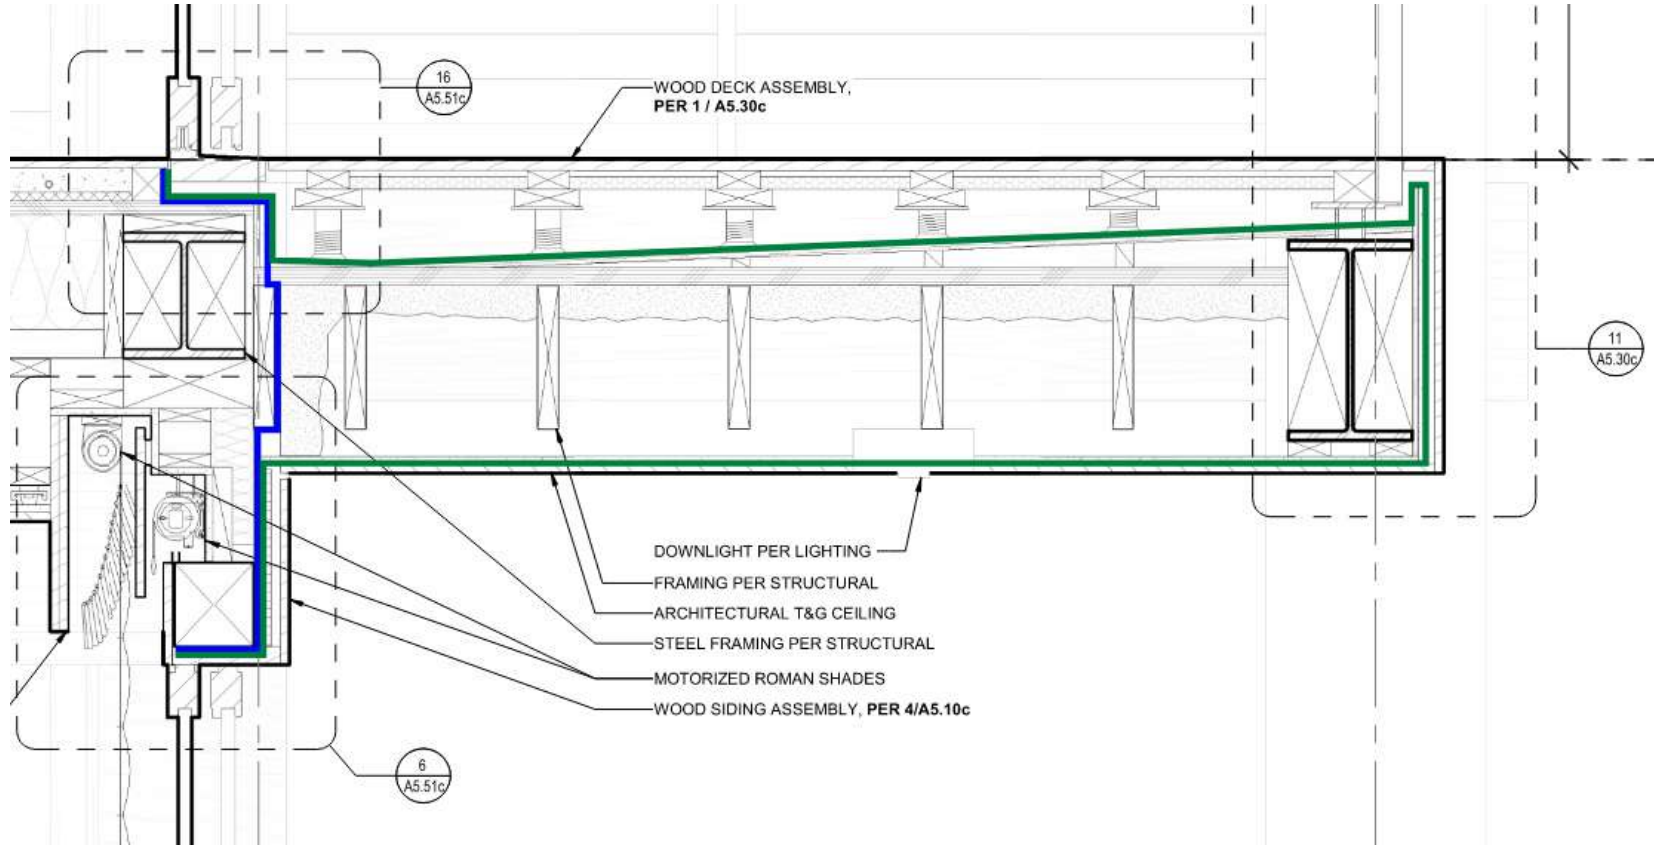 16
A5.51c
WOOD DECK ASSEMBLY,
PER 1 / A5.30c
11
A5.30c
DOWNLIGHT PER LIGHTING
FRAMING PER STRUCTURAL
ARCHITECTURAL T&G CEILING
STEEL FRAMING PER STRUCTURAL
MOTORIZED ROMAN SHADES
WOOD SIDING ASSEMBLY, PER 4/A5.10c
6
A5.51c